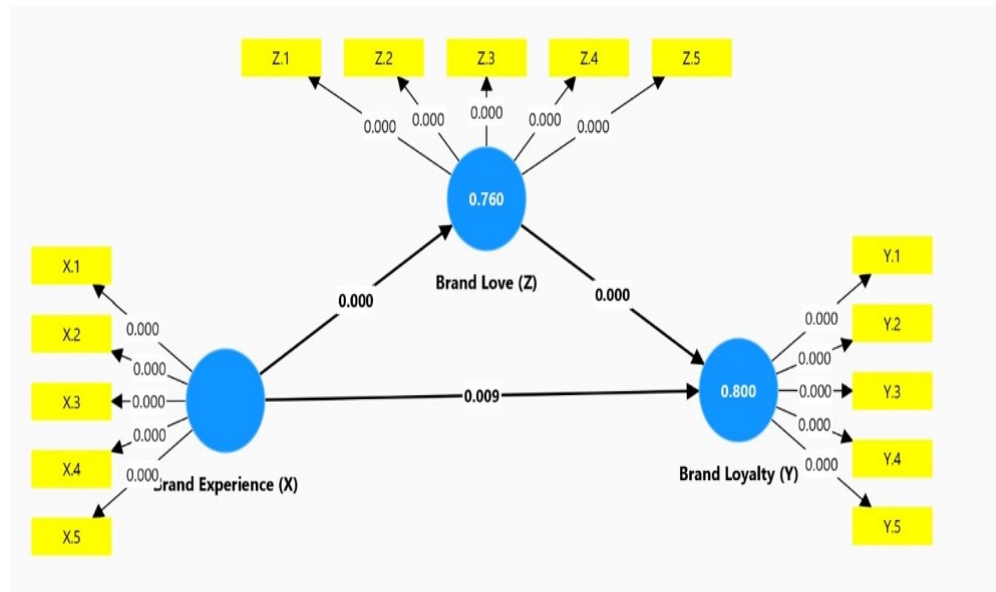 Z.1
Z.2
Z.3
Z.4
Z.5
0.000
0.000
0.000
0.000
0.000
0.760
Brand Love (Z)
X.1
X.2
X.3
X.4
X.5
0.000
0.000
0.000
0.000
0.000
Brand Experience (X)
0.000
0.000
0.009
0.800
Brand Loyalty (Y)
0.000
0.000
0.000
0.000
0.000
Y.1
Y.2
Y.3
Y.4
Y.5